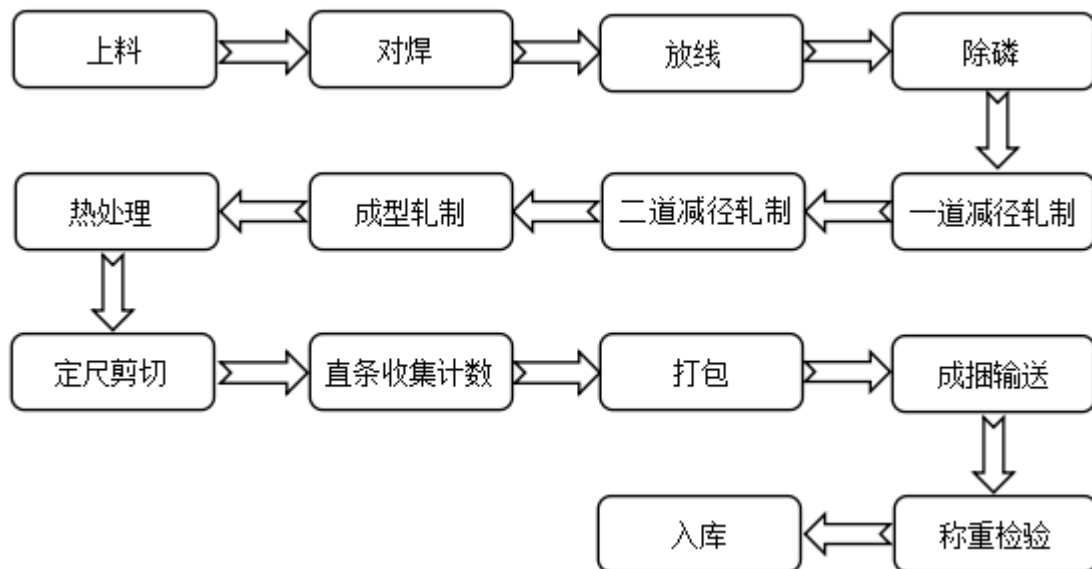 上料
对焊
放线
除磷
一道减径轧制
二道减径轧制
成型轧制
热处理
定尺剪切
直条收集计数
打包
成捆输送
称重检验
入库